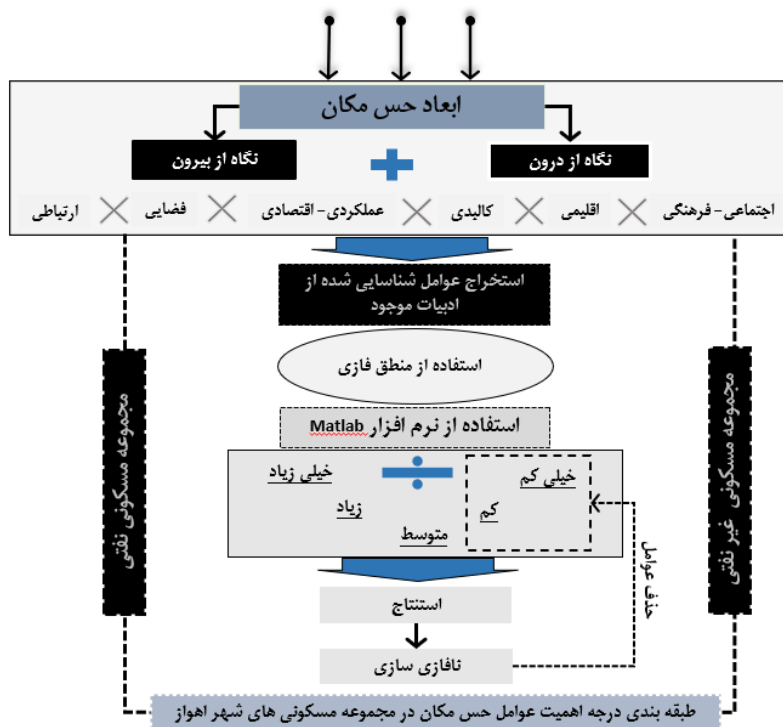 ابعاد حس مکان
نگاه از درون
نگاه از بیرون
اجتماعی-فرهنگی
اقلیمی
کالبدی
عملکردی-اقتصادی
فضایی
ارتباطی
استخراج عوامل شناسایی شده از
ادبیات موجود
استفاده از منطق فازی
استفاده از نرم افزار Matlab
خیلی کم
خیلی زیاد
کم
زیاد
متوسط
حذف عوامل
مجموعه مسکونی غیر نفتی
مجموعه مسکونی نفتی
استنتاج
نافازی سازی
طبقه بندی درجه اهمیت عوامل حس مکان در مجموعه مسکونی های شهر اهواز